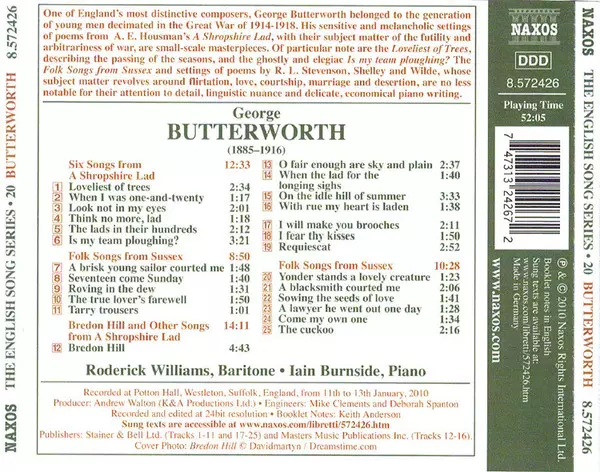 NAXOS THE ENGLISH SONG SERIES • 20 BUTTERWORTH 8.572426
One of England's most distinctive composers, George Butterworth belonged to the generation
of young men decimated in the Great War of 1914-1918. His sensitive and melancholic settings
of poems from A. E. Housman's A Shropshire Lad, with their subject matter of the futility and
arbitrariness of war, are small-scale masterpieces. Of particular note are the Loveliest of Trees,
describing the passing of the seasons, and the ghostly and elegiac Is my team ploughing? The
Folk Songs from Sussex and settings of poems by R. L. Stevenson, Shelley and Wilde, whose
subject matter revolves around flirtation, love, courtship, marriage and desertion, are no less
notable for their attention to detail, linguistic nuance and delicate, economical piano writing.
George
BUTTERWORTH
(1885–1916)
Six Songs from
A Shropshire Lad 12:33
1 Loveliest of trees 2:34
2 When I was one-and-twenty 1:17
3 Look not in my eyes 2:01
4 Think no more, lad 1:18
5 The lads in their hundreds 2:12
6 Is my team ploughing? 3:21
Folk Songs from Sussex 8:50
7 A brisk young sailor courted me 1:48
8 Seventeen come Sunday 1:40
9 Roving in the dew 1:31
10 The true lover's farewell 1:50
11 Tarry trousers 1:01
Bredon Hill and Other Songs
from A Shropshire Lad 14:11
12 Bredon Hill 4:43
13 O fair enough are sky and plain 2:37
14 When the lad for the
longing sighs 1:40
15 On the idle hill of summer 3:33
16 With rue my heart is laden 1:38
17 I will make you brooches 2:11
18 I fear thy kisses 1:50
19 Requiescat 2:52
Folk Songs from Sussex 10:28
20 Yonder stands a lovely creature 1:23
21 A blacksmith courted me 2:06
22 Sowing the seeds of love 1:41
23 A lawyer he went out one day 1:28
24 Come my own one 1:34
25 The cuckoo 2:16
Roderick Williams, Baritone • Iain Burnside, Piano
Recorded at Potton Hall, Westleton, Suffolk, England, from 11th to 13th January, 2010
Producer: Andrew Walton (K&A Productions Ltd.) • Engineers: Mike Clements and Deborah Spanton
Recorded and edited at 24bit resolution • Booklet Notes: Keith Anderson
Sung texts are accessible at www.naxos.com/libretti/572426.htm
Publishers: Stainer & Bell Ltd. (Tracks 1-11 and 17-25) and Masters Music Publications Inc. (Tracks 12-16).
Cover Photo: Bredon Hill © Davidmartyn / Dreamstime.com
NAXOS
DDD
8.572426
Playing Time
52:05
7 47313 24267 2
℗ & © 2010 Naxos Rights International Ltd.
Booklet notes in English
Sung texts are available at:
www.naxos.com/libretti/572426.htm
Made in Germany
www.naxos.com
NAXOS THE ENGLISH SONG SERIES • 20 BUTTERWORTH 8.572426